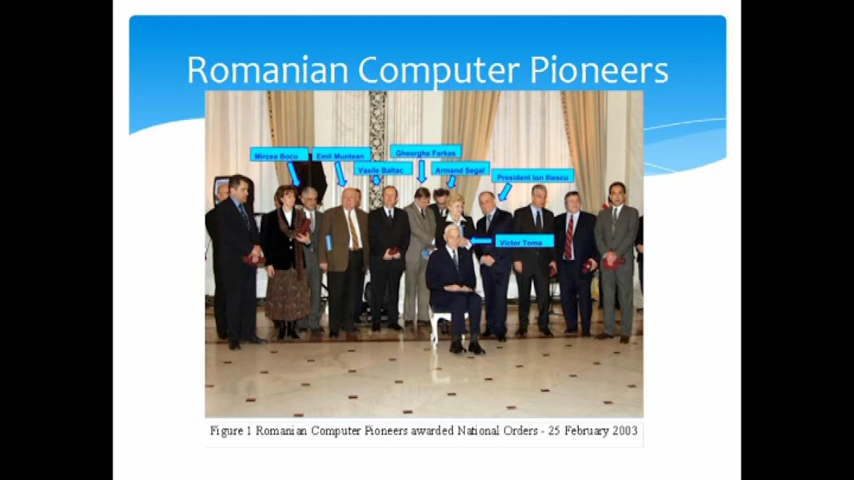 Romanian Computer Pioneers
Gheorghe Farkas
Mircea Bocu
Emil Muntean
Vasile Baltac
Armand Segal
President Ion Iliescu
Victor Toma
Figure 1 Romanian Computer Pioneers awarded National Orders - 25 February 2003